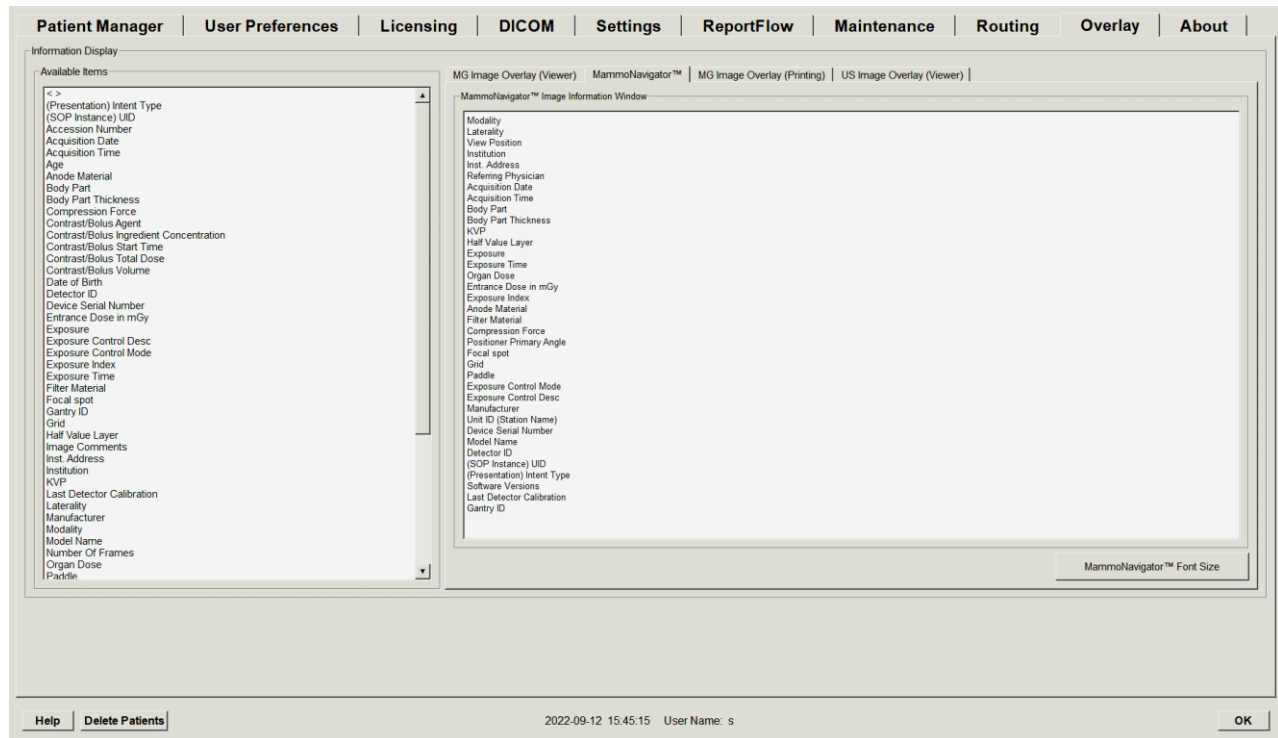 Patient Manager User Preferences Licensing DICOM Settings ReportFlow Maintenance Routing Overlay About
Information Display
Available Items
< >
(Presentation) Intent Type
(SOP Instance) UID
Accession Number
Acquisition Date
Acquisition Time
Age
Anode Material
Body Part
Body Part Thickness
Compression Force
Contrast/Bolus Agent
Contrast/Bolus Ingredient Concentration
Contrast/Bolus Start Time
Contrast/Bolus Total Dose
Contrast/Bolus Volume
Date of Birth
Detector ID
Device Serial Number
Entrance Dose in mGy
Exposure
Exposure Control Desc
Exposure Control Mode
Exposure Index
Exposure Time
Filter Material
Focal spot
Gantry ID
Grid
Half Value Layer
Image Comments
Inst. Address
Institution
KVP
Last Detector Calibration
Laterality
Manufacturer
Modality
Model Name
Number Of Frames
Organ Dose
Paddle
MG Image Overlay (Viewer) MammoNavigator™ MG Image Overlay (Printing) US Image Overlay (Viewer)
MammoNavigator™ Image Information Window
Modality
Laterality
View Position
Institution
Inst. Address
Referring Physician
Acquisition Date
Acquisition Time
Body Part
Body Part Thickness
KVP
Half Value Layer
Exposure
Exposure Time
Organ Dose
Entrance Dose in mGy
Exposure Index
Anode Material
Filter Material
Compression Force
Positioner Primary Angle
Focal spot
Grid
Paddle
Exposure Control Mode
Exposure Control Desc
Manufacturer
Unit ID (Station Name)
Device Serial Number
Model Name
Detector ID
(SOP Instance) UID
(Presentation) Intent Type
Software Versions
Last Detector Calibration
Gantry ID
MammoNavigator™ Font Size
Help Delete Patients 2022-09-12 15:45:15 User Name: s OK